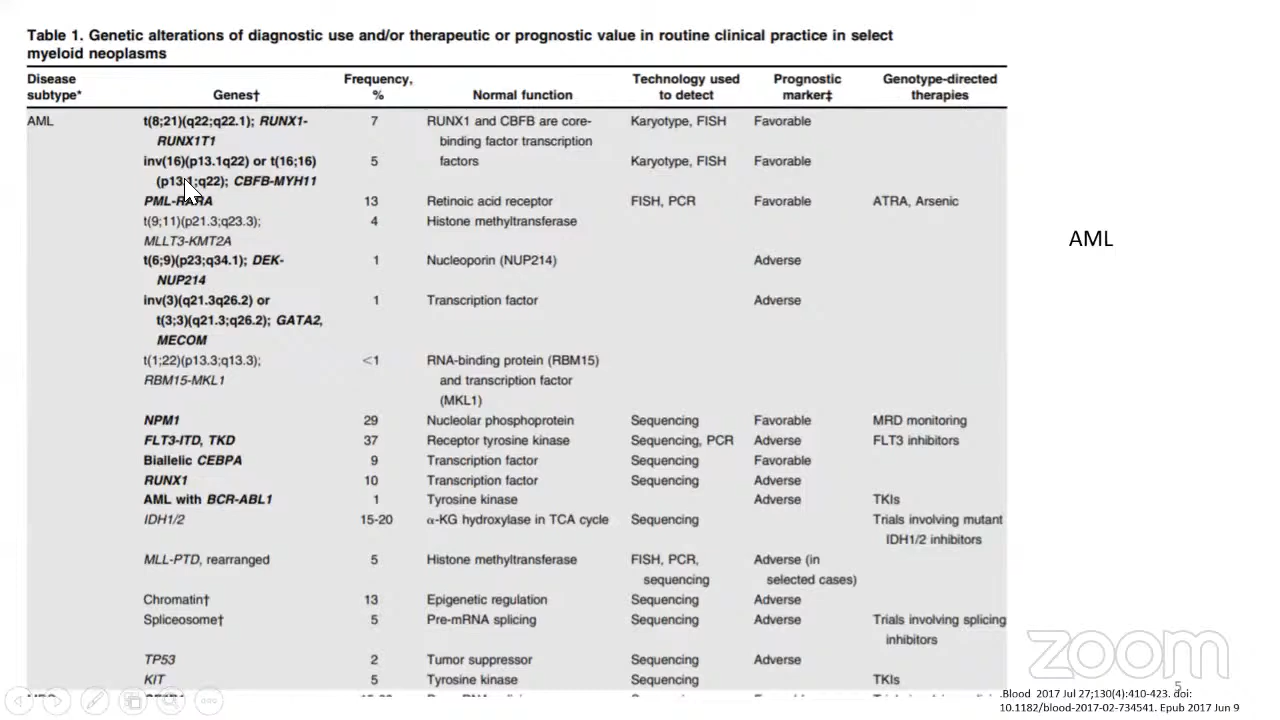 Table 1. Genetic alterations of diagnostic use and/or therapeutic or prognostic value in routine clinical practice in select
myeloid neoplasms
Disease subtype* Genes† Frequency, % Normal function Technology used to detect Prognostic marker‡ Genotype-directed therapies
AML t(8;21)(q22;q22.1); RUNX1- 7 RUNX1 and CBFB are core- Karyotype, FISH Favorable
RUNX1T1 binding factor transcription
inv(16)(p13.1q22) or t(16;16) 5 factors Karyotype, FISH Favorable
(p13.1;q22); CBFB-MYH11
PML-RARA 13 Retinoic acid receptor FISH, PCR Favorable ATRA, Arsenic
t(9;11)(p21.3;q23.3); 4 Histone methyltransferase
MLLT3-KMT2A
t(6;9)(p23;q34.1); DEK- 1 Nucleoporin (NUP214) Adverse
NUP214
inv(3)(q21.3q26.2) or 1 Transcription factor Adverse
t(3;3)(q21.3;q26.2); GATA2,
MECOM
t(1;22)(p13.3;q13.3); <1 RNA-binding protein (RBM15)
RBM15-MKL1 and transcription factor
(MKL1)
NPM1 29 Nucleolar phosphoprotein Sequencing Favorable MRD monitoring
FLT3-ITD, TKD 37 Receptor tyrosine kinase Sequencing, PCR Adverse FLT3 inhibitors
Biallelic CEBPA 9 Transcription factor Sequencing Favorable
RUNX1 10 Transcription factor Sequencing Adverse
AML with BCR-ABL1 1 Tyrosine kinase Adverse TKIs
IDH1/2 15-20 α-KG hydroxylase in TCA cycle Sequencing Trials involving mutant
IDH1/2 inhibitors
MLL-PTD, rearranged 5 Histone methyltransferase FISH, PCR, Adverse (in
sequencing selected cases)
Chromatin† 13 Epigenetic regulation Sequencing Adverse
Spliceosome† 5 Pre-mRNA splicing Sequencing Adverse Trials involving splicing
inhibitors
TP53 2 Tumor suppressor Sequencing Adverse
KIT 5 Tyrosine kinase Sequencing TKIs
AML
zoom
5
.Blood 2017 Jul 27;130(4):410-423. doi:
10.1182/blood-2017-02-734541. Epub 2017 Jun 9